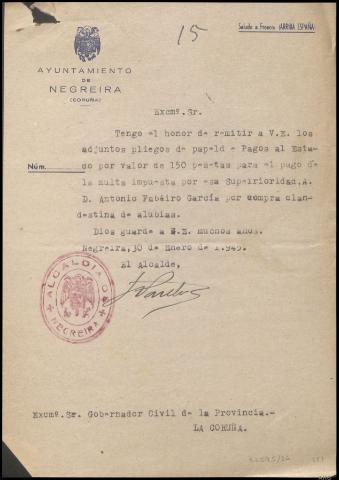 15
Saludo a Franco: ¡ARRIBA ESPAÑA!
AYUNTAMIENTO
DE
NEGREIRA
(CORUÑA)
Excmº. Sr.
Tengo el honor de remitir a V.E. los
adjuntos pliegos de papeld e Pagos al Esta-
do por valor de 150 pesetas para el pago de
Núm.
la multa impuesta por esa Superioridad, A
D. Antonio Fabeiro García por compra clan-
destina de alubias.
Dios guarde a V.E. muchos años.
Negreira, 30 de Enero de 1.945.
El Alcalde,
ALCALDIA DE
NEGREIRA
Excmº. Sr. Gobernador Civil de la Provincia.-
LA CORUÑA.